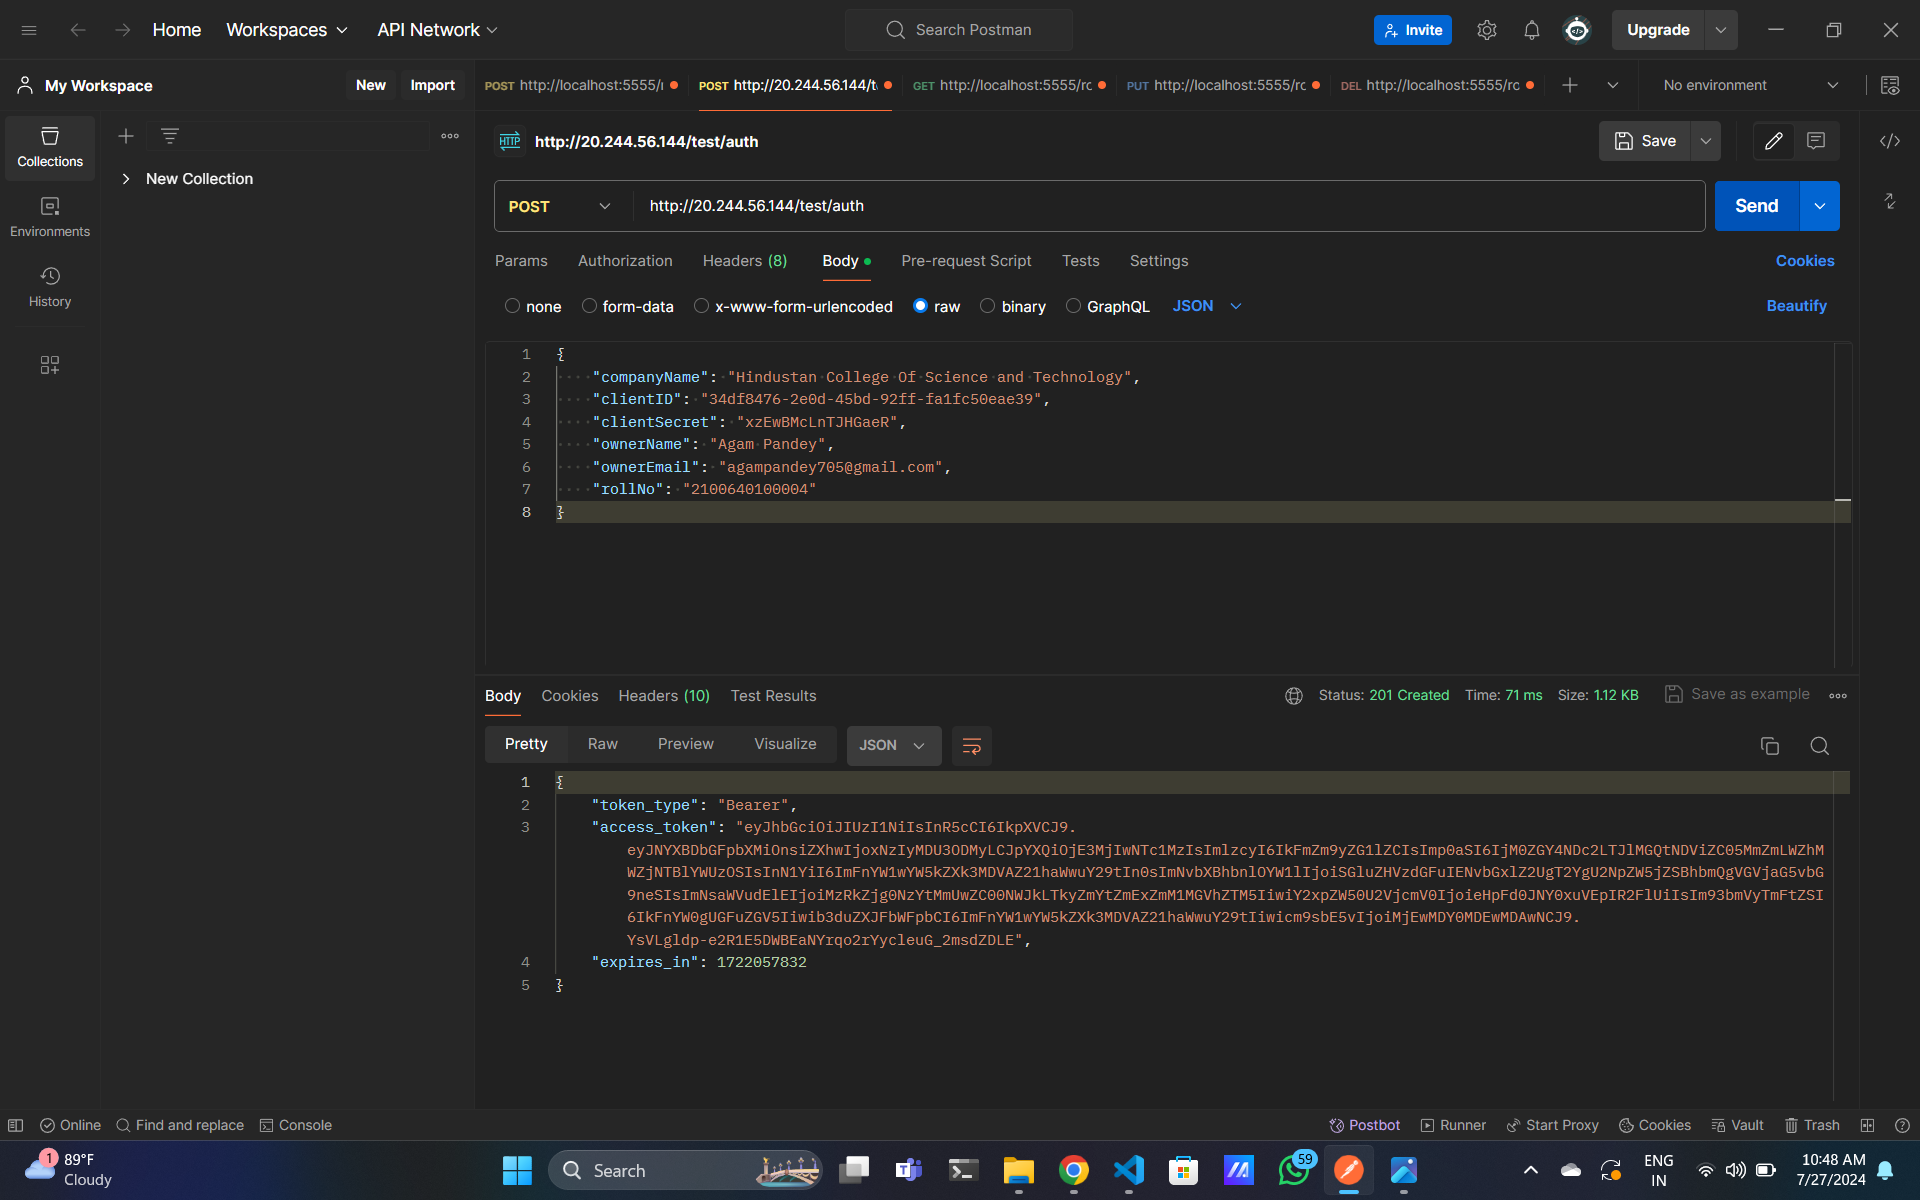 Home Workspaces API Network Search Postman Invite Upgrade
My Workspace New Import POST http://localhost:5555/r POST http://20.244.56.144/t GET http://localhost:5555/rc PUT http://localhost:5555/rc DEL http://localhost:5555/rc No environment
HTTP http://20.244.56.144/test/auth Save
Collections
New Collection
POST http://20.244.56.144/test/auth Send
Environments
Params Authorization Headers (8) Body Pre-request Script Tests Settings Cookies
History
none form-data x-www-form-urlencoded raw binary GraphQL JSON Beautify
1 {
2 "companyName": "Hindustan College Of Science and Technology",
3 "clientID": "34df8476-2e0d-45bd-92ff-fa1fc50eae39",
4 "clientSecret": "xzEwBMcLnTJHGaeR",
5 "ownerName": "Agam Pandey",
6 "ownerEmail": "agampandey705@gmail.com",
7 "rollNo": "2100640100004"
8 }
Body Cookies Headers (10) Test Results Status: 201 Created Time: 71 ms Size: 1.12 KB Save as example
Pretty Raw Preview Visualize JSON
1 {
2 "token_type": "Bearer",
3 "access_token": "eyJhbGciOiJIUzI1NiIsInR5cCI6IkpXVCJ9.
eyJNYXBDbGFpbXMiOnsiZXhwIjoxNzIyMDU3ODMyLCJpYXQiOjE3MjIwNTc1MzIsImlzcyI6IkFmZm9yZG1lZCIsImp0aSI6IjM0ZGY4NDc2LTJlMGQtNDViZC05MmZmLWZhM
WZjNTBlYWUzOSIsInN1YiI6ImFnYW1wYW5kZXk3MDVAZ21haWwuY29tIn0sImNvbXBhbnlOYW1lIjoiSGluZHVzdGFuIENvbGxlZ2UgT2YgU2NpZW5jZSBhbmQgVGVjaG5vbG
9neSIsImNsaWVudElEIjoiMzRkZjg0NzYtMmUwZC00NWJkLTkyZmYtZmExZmM1MGVhZTM5IiwiY2xpZW50U2VjcmV0IjoieHpFd0JNY0xuVEpIR2FlUiIsIm93bmVyTmFtZSI
6IkFnYW0gUGFuZGV5Iiwib3duZXJFbWFpbCI6ImFnYW1wYW5kZXk3MDVAZ21haWwuY29tIiwicm9sbE5vIjoiMjEwMDY0MDEwMDAwNCJ9.
YsVLgldp-e2R1E5DWBEaNYrqo2rYycleuG_2msdZDLE",
4 "expires_in": 1722057832
5 }
Online Find and replace Console Postbot Runner Start Proxy Cookies Vault Trash
1 89°F
Cloudy
Search 59 ENG
IN
10:48 AM
7/27/2024